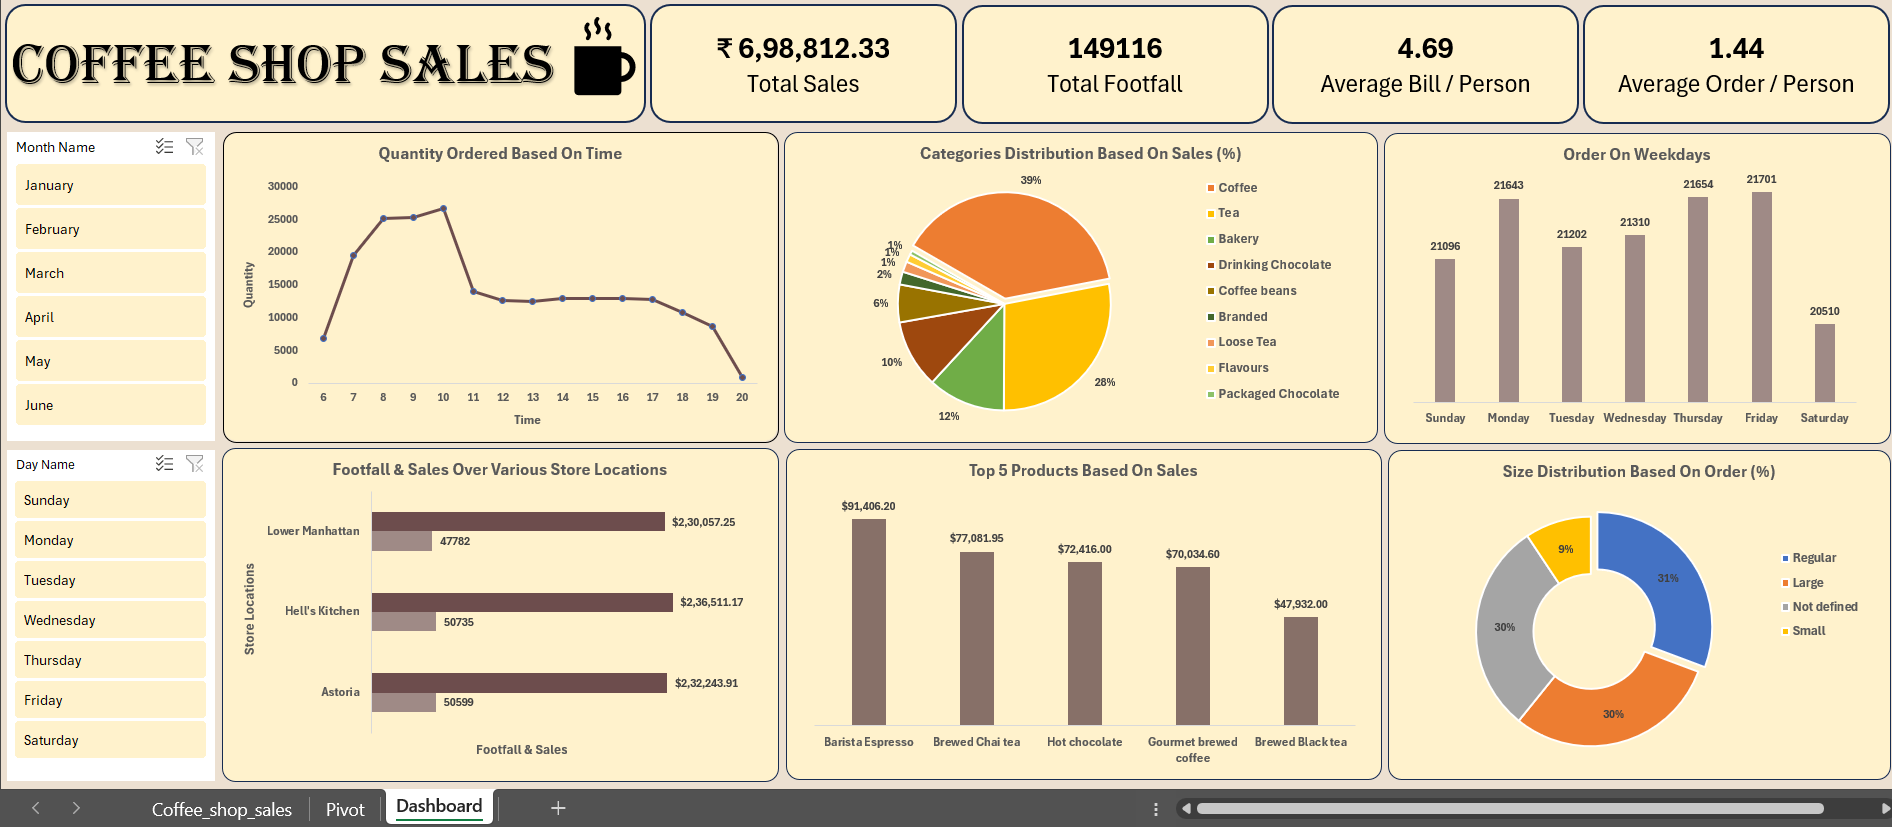 COFFEE SHOP SALES
₹ 6,98,812.33
Total Sales
149116
Total Footfall
4.69
Average Bill / Person
1.44
Average Order / Person
Month Name
January
February
March
April
May
June
Day Name
Sunday
Monday
Tuesday
Wednesday
Thursday
Friday
Saturday
Quantity Ordered Based On Time
Quantity
30000
25000
20000
15000
10000
5000
0
6 7 8 9 10 11 12 13 14 15 16 17 18 19 20
Time
Categories Distribution Based On Sales (%)
39%
28%
12%
10%
6%
2%
1%
1%
1%
Coffee
Tea
Bakery
Drinking Chocolate
Coffee beans
Branded
Loose Tea
Flavours
Packaged Chocolate
Order On Weekdays
21096
21643
21202
21310
21654
21701
20510
Sunday Monday Tuesday Wednesday Thursday Friday Saturday
Footfall & Sales Over Various Store Locations
Store Locations
Lower Manhattan
$2,30,057.25
47782
Hell's Kitchen
$2,36,511.17
50735
Astoria
$2,32,243.91
50599
Footfall & Sales
Top 5 Products Based On Sales
$91,406.20
$77,081.95
$72,416.00
$70,034.60
$47,932.00
Barista Espresso
Brewed Chai tea
Hot chocolate
Gourmet brewed
coffee
Brewed Black tea
Size Distribution Based On Order (%)
31%
30%
30%
9%
Regular
Large
Not defined
Small
Coffee_shop_sales
Pivot
Dashboard